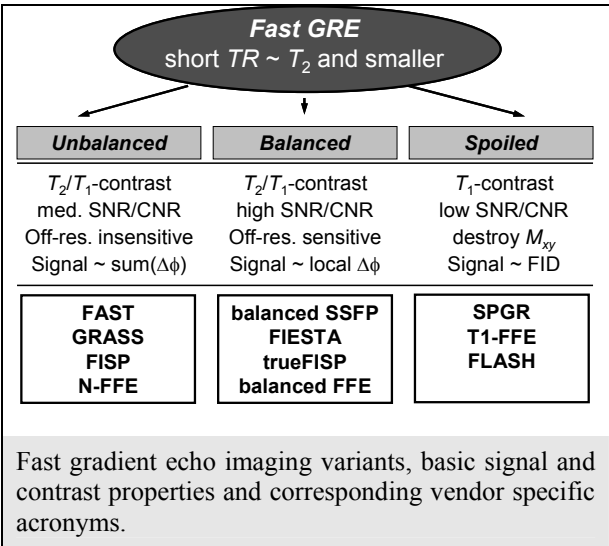 Fast GRE
short TR ~ T₂ and smaller
Unbalanced
T₂/T₁-contrast
med. SNR/CNR
Off-res. insensitive
Signal ~ sum(Δϕ)
FAST
GRASS
FISP
N-FFE
Balanced
T₂/T₁-contrast
high SNR/CNR
Off-res. sensitive
Signal ~ local Δϕ
balanced SSFP
FIESTA
trueFISP
balanced FFE
Spoiled
T₁-contrast
low SNR/CNR
destroy Mxy
Signal ~ FID
SPGR
T1-FFE
FLASH
Fast gradient echo imaging variants, basic signal and
contrast properties and corresponding vendor specific
acronyms.